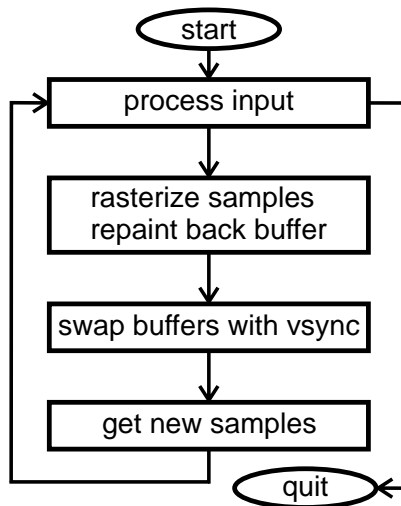 start
process input
rasterize samples
repaint back buffer
swap buffers with vsync
get new samples
quit